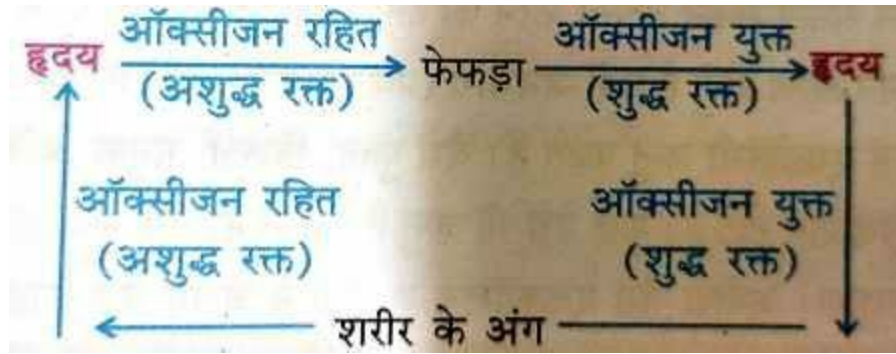 ऑक्सीजन रहित ऑक्सीजन युक्त
हृदय फेफड़ा हृदय
(अशुद्ध रक्त) (शुद्ध रक्त)
ऑक्सीजन रहित ऑक्सीजन युक्त
(अशुद्ध रक्त) (शुद्ध रक्त)
शरीर के अंग